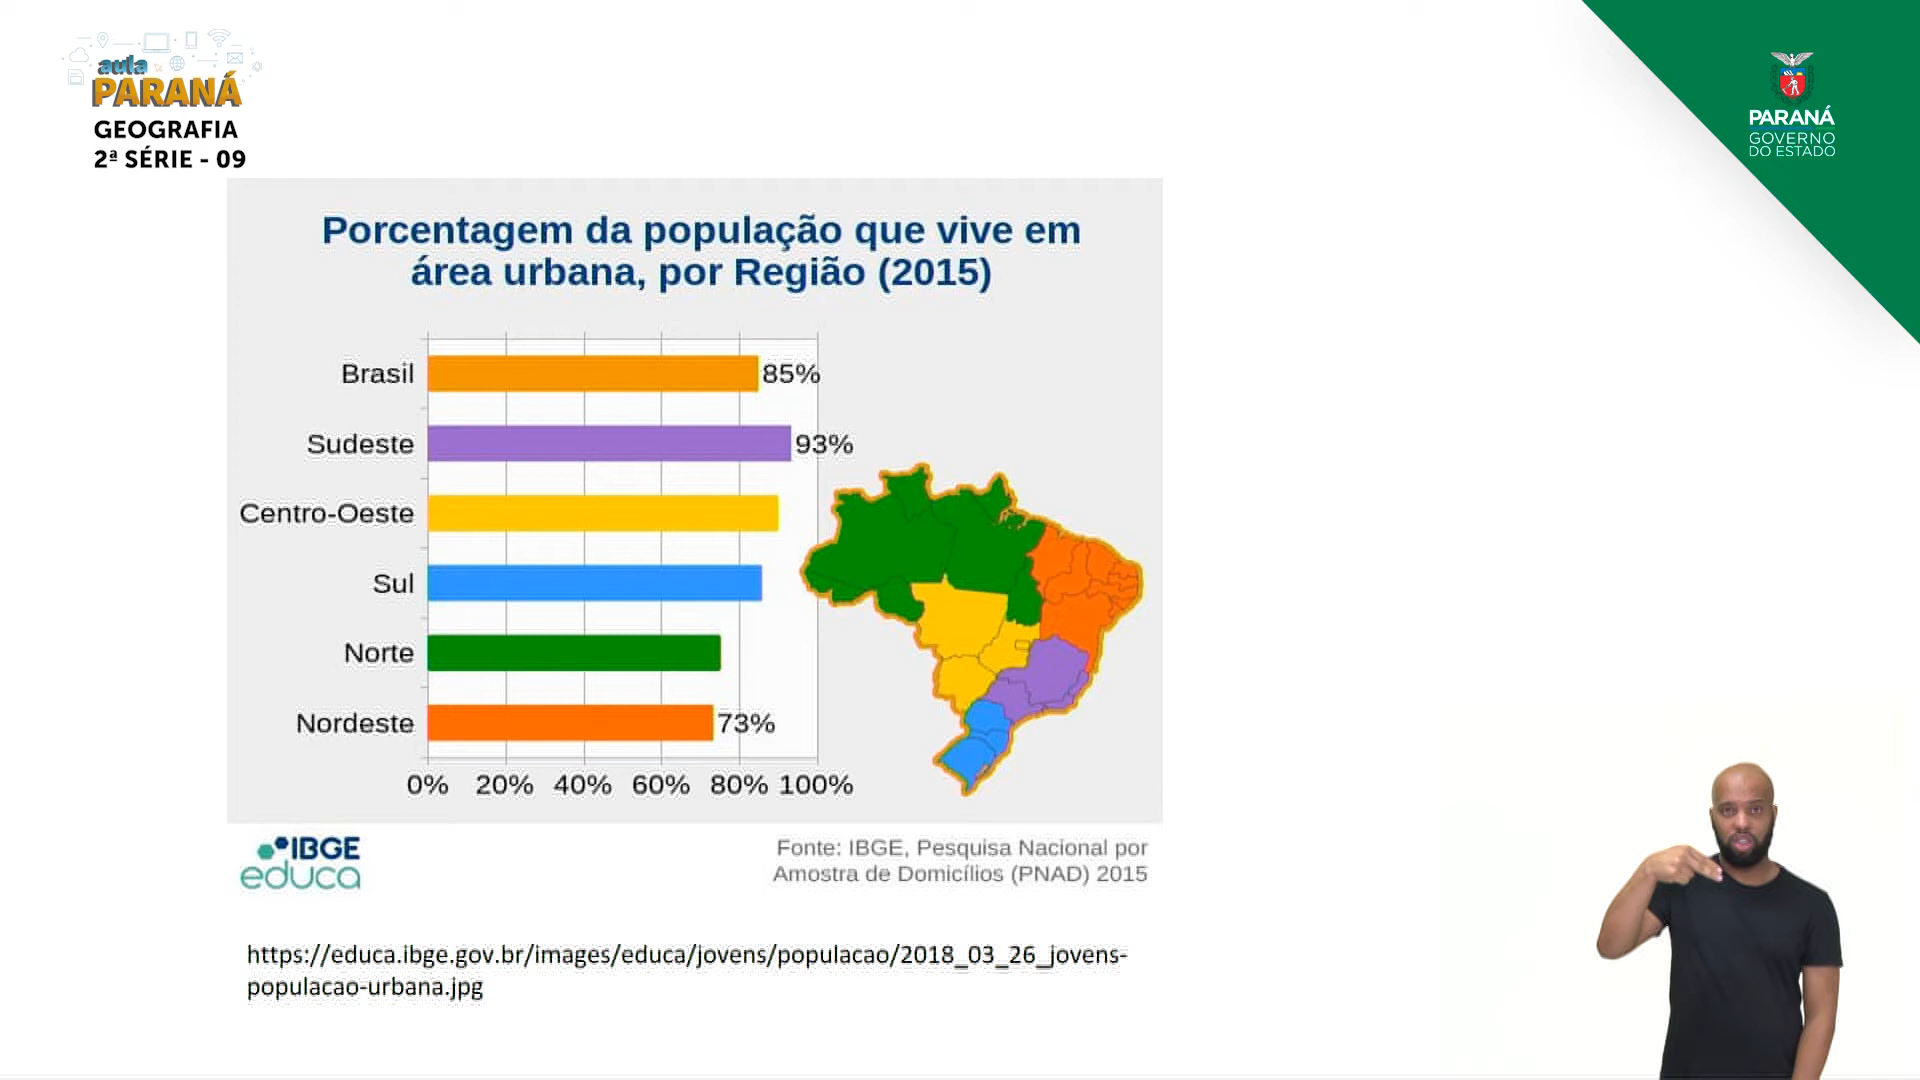 aula
PARANÁ
GEOGRAFIA
2ª SÉRIE - 09
PARANÁ
GOVERNO
DO ESTADO
Porcentagem da população que vive em
área urbana, por Região (2015)
Brasil
85%
Sudeste
93%
Centro-Oeste
Sul
Norte
Nordeste
73%
0% 20% 40% 60% 80% 100%
IBGE
educa
Fonte: IBGE, Pesquisa Nacional por
Amostra de Domicílios (PNAD) 2015
https://educa.ibge.gov.br/images/educa/jovens/populacao/2018_03_26_jovens-
populacao-urbana.jpg